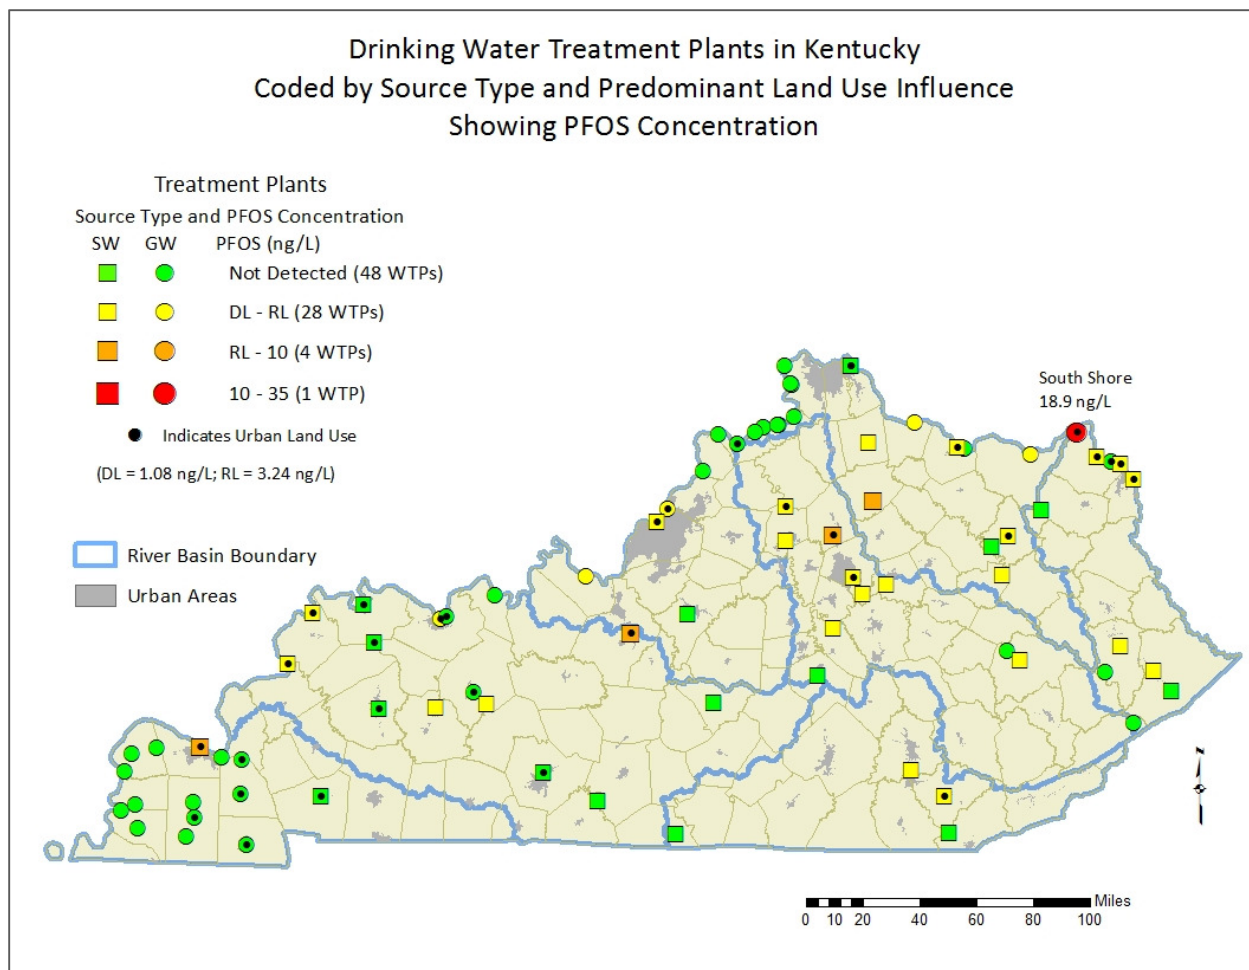 Drinking Water Treatment Plants in Kentucky
Coded by Source Type and Predominant Land Use Influence
Showing PFOS Concentration
Treatment Plants
Source Type and PFOS Concentration
SW GW PFOS (ng/L)
Not Detected (48 WTPs)
DL - RL (28 WTPs)
RL - 10 (4 WTPs)
10 - 35 (1 WTP)
Indicates Urban Land Use
(DL = 1.08 ng/L; RL = 3.24 ng/L)
River Basin Boundary
Urban Areas
South Shore
18.9 ng/L
N
Miles
0 10 20 40 60 80 100